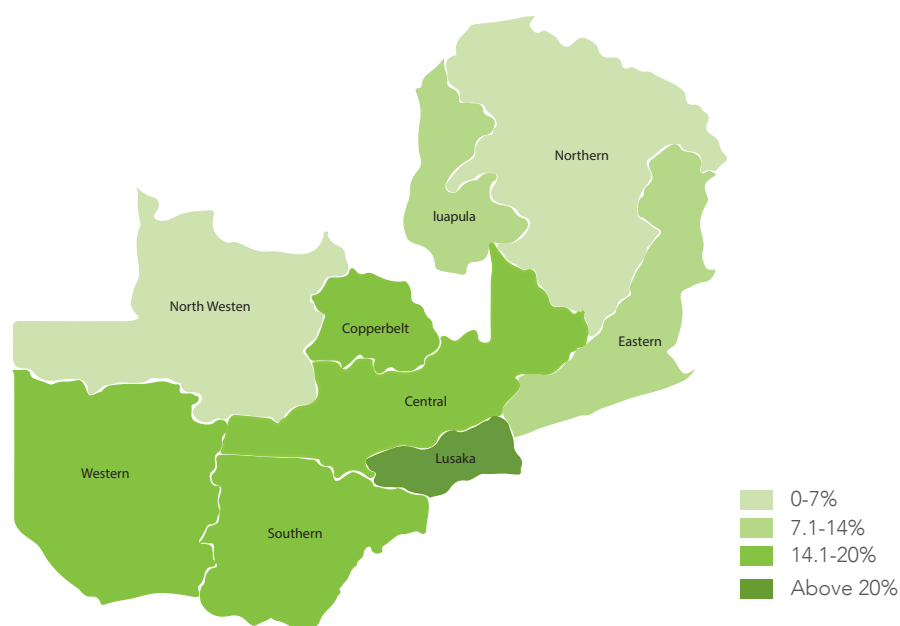 Northern
luapula
North Westen
Copperbelt
Eastern
Central
Lusaka
Western
Southern
0-7%
7.1-14%
14.1-20%
Above 20%